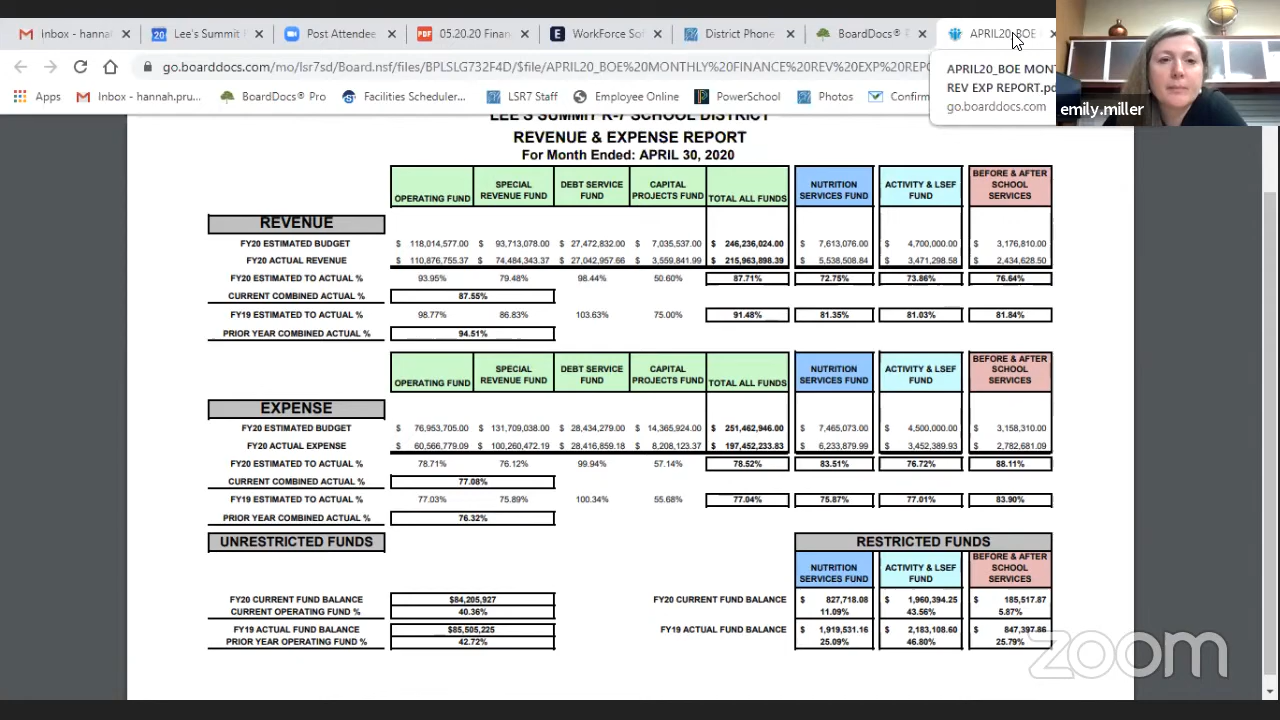 Inbox - hanna
Lee's Summit
Post Attendee
05.20.20 Finan
WorkForce So
District Phone
BoardDocs®
APRIL20_BOE
go.boarddocs.com/mo/lsr7sd/Board.nsf/files/BPLSLG732F4D/$file/APRIL20_BOE%20MONTHLY%20FINANCE%20REV%20EXP%20REPO
APRIL20_BOE MONT
REV EXP REPORT.pd
go.boarddocs.com
emily.miller
Apps
Inbox - hannah.pru...
BoardDocs® Pro
Facilities Scheduler...
LSR7 Staff
Employee Online
PowerSchool
Photos
Confirm
LEE'S SUMMIT R-7 SCHOOL DISTRICT
REVENUE & EXPENSE REPORT
For Month Ended: APRIL 30, 2020
OPERATING FUND SPECIAL REVENUE FUND DEBT SERVICE FUND CAPITAL PROJECTS FUND TOTAL ALL FUNDS NUTRITION SERVICES FUND ACTIVITY & LSEF FUND BEFORE & AFTER SCHOOL SERVICES
REVENUE
FY20 ESTIMATED BUDGET $ 118,014,577.00 $ 93,713,078.00 $ 27,472,832.00 $ 7,035,537.00 $ 246,236,024.00 $ 7,613,076.00 $ 4,700,000.00 $ 3,176,810.00
FY20 ACTUAL REVENUE $ 110,876,755.37 $ 74,484,343.37 $ 27,042,957.66 $ 3,559,841.99 $ 215,963,898.39 $ 5,538,508.84 $ 3,471,298.58 $ 2,434,628.50
FY20 ESTIMATED TO ACTUAL % 93.95% 79.48% 98.44% 50.60% 87.71% 72.75% 73.86% 76.64%
CURRENT COMBINED ACTUAL % 87.55%
FY19 ESTIMATED TO ACTUAL % 98.77% 86.83% 103.63% 75.00% 91.48% 81.35% 81.03% 81.84%
PRIOR YEAR COMBINED ACTUAL % 94.51%
OPERATING FUND SPECIAL REVENUE FUND DEBT SERVICE FUND CAPITAL PROJECTS FUND TOTAL ALL FUNDS NUTRITION SERVICES FUND ACTIVITY & LSEF FUND BEFORE & AFTER SCHOOL SERVICES
EXPENSE
FY20 ESTIMATED BUDGET $ 76,953,705.00 $ 131,709,038.00 $ 28,434,279.00 $ 14,365,924.00 $ 251,462,946.00 $ 7,465,073.00 $ 4,500,000.00 $ 3,158,310.00
FY20 ACTUAL EXPENSE $ 60,566,779.09 $ 100,260,472.19 $ 28,416,859.18 $ 8,208,123.37 $ 197,452,233.83 $ 6,233,879.99 $ 3,452,389.93 $ 2,782,681.09
FY20 ESTIMATED TO ACTUAL % 78.71% 76.12% 99.94% 57.14% 78.52% 83.51% 76.72% 88.11%
CURRENT COMBINED ACTUAL % 77.08%
FY19 ESTIMATED TO ACTUAL % 77.03% 75.89% 100.34% 55.68% 77.04% 75.87% 77.01% 83.90%
PRIOR YEAR COMBINED ACTUAL % 76.32%
UNRESTRICTED FUNDS
RESTRICTED FUNDS
NUTRITION SERVICES FUND ACTIVITY & LSEF FUND BEFORE & AFTER SCHOOL SERVICES
FY20 CURRENT FUND BALANCE $84,205,927 FY20 CURRENT FUND BALANCE $ 827,718.08 $ 1,960,394.25 $ 185,517.87
CURRENT OPERATING FUND % 40.36% 11.09% 43.56% 5.87%
FY19 ACTUAL FUND BALANCE $85,505,225 FY19 ACTUAL FUND BALANCE $ 1,919,531.16 $ 2,183,108.60 $ 847,397.86
PRIOR YEAR OPERATING FUND % 42.72% 25.09% 46.80% 25.79%
zoom